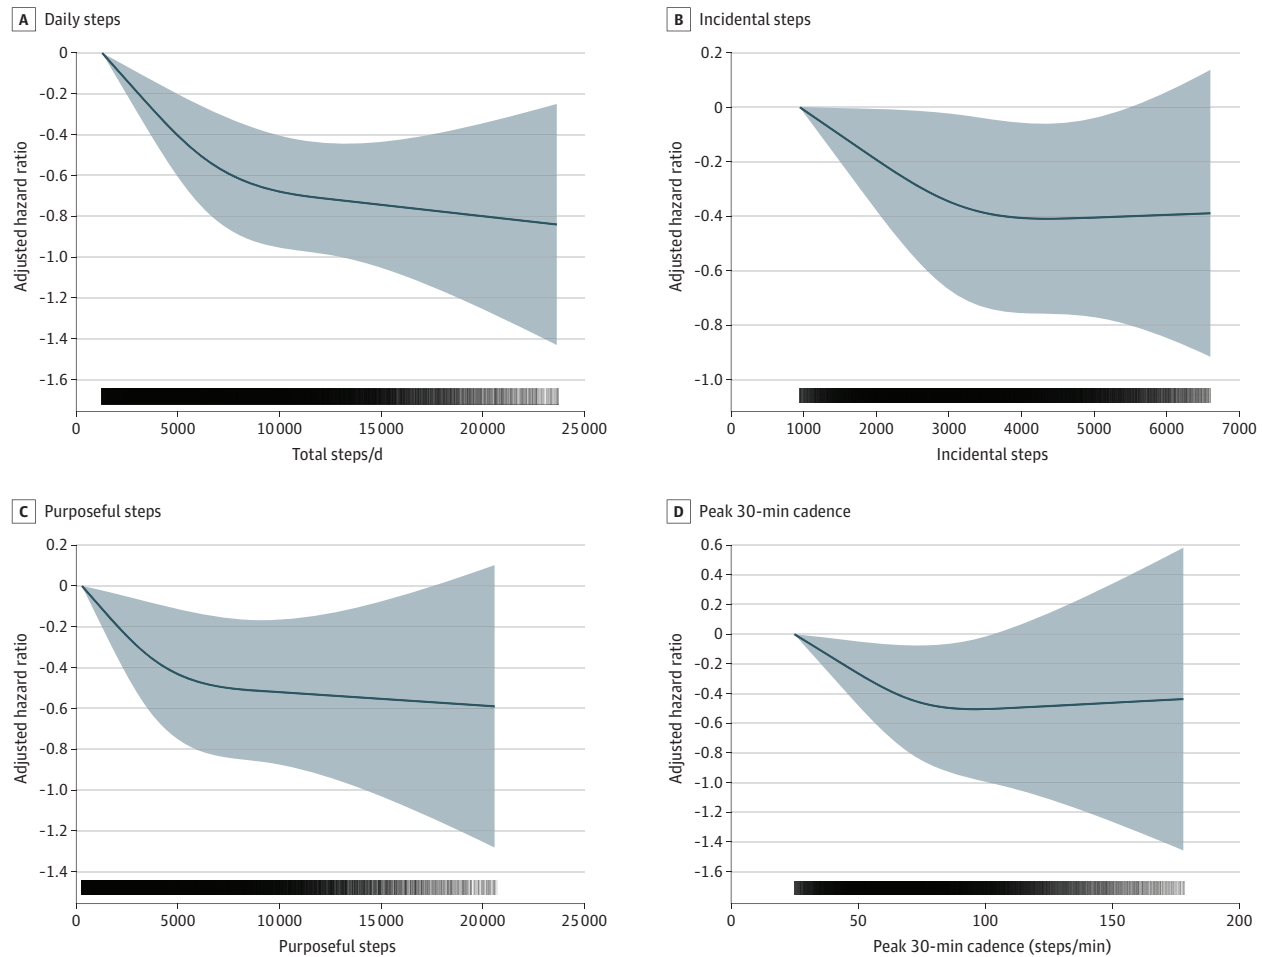 A Daily steps
Adjusted hazard ratio
0
-0.2
-0.4
-0.6
-0.8
-1.0
-1.2
-1.4
-1.6
0 5000 10000 15000 20000 25000
Total steps/d
B Incidental steps
Adjusted hazard ratio
0.2
0
-0.2
-0.4
-0.6
-0.8
-1.0
0 1000 2000 3000 4000 5000 6000 7000
Incidental steps
C Purposeful steps
Adjusted hazard ratio
0.2
0
-0.2
-0.4
-0.6
-0.8
-1.0
-1.2
-1.4
0 5000 10000 15000 20000 25000
Purposeful steps
D Peak 30-min cadence
Adjusted hazard ratio
0.6
0.4
0.2
0
-0.2
-0.4
-0.6
-0.8
-1.0
-1.2
-1.4
-1.6
0 50 100 150 200
Peak 30-min cadence (steps/min)